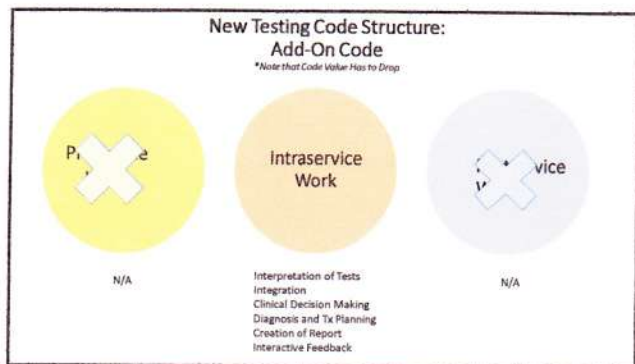 New Testing Code Structure:
Add-On Code
*Note that Code Value Has to Drop
Intraservice
Work
N/A
Interpretation of Tests
Integration
Clinical Decision Making
Diagnosis and Tx Planning
Creation of Report
Interactive Feedback
N/A